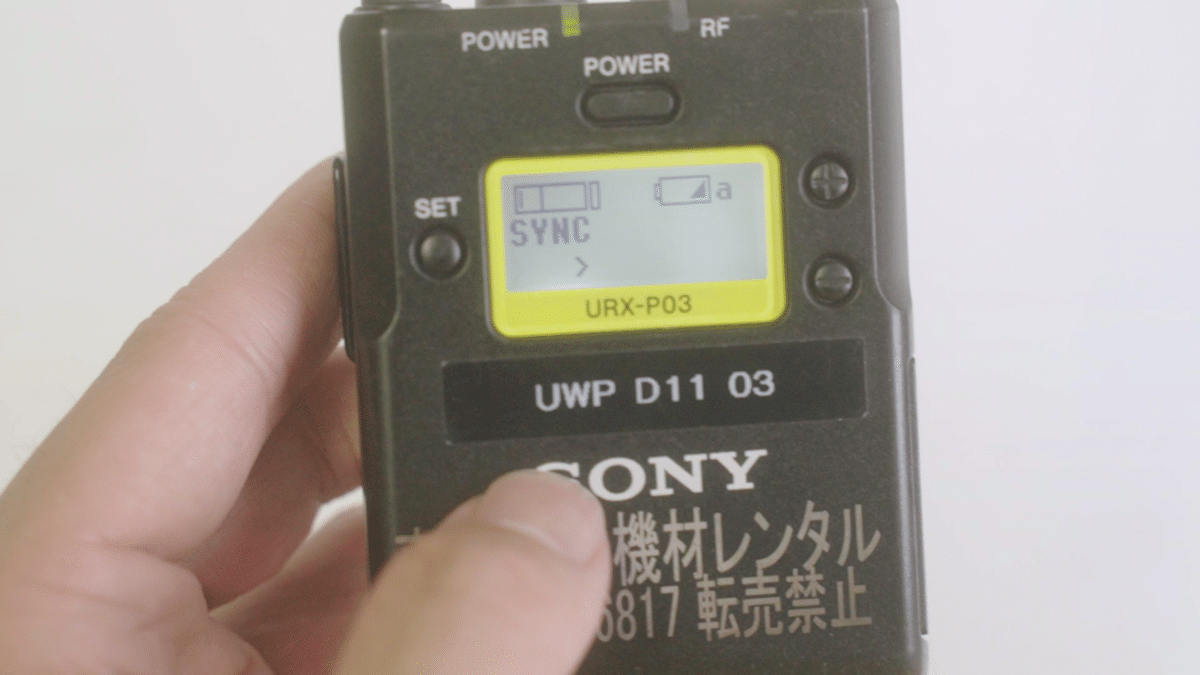 POWER RF
POWER
SET
a
SYNC
>
URX-P03
UWP D11 03
SONY
機材レンタル
6817 転売禁止